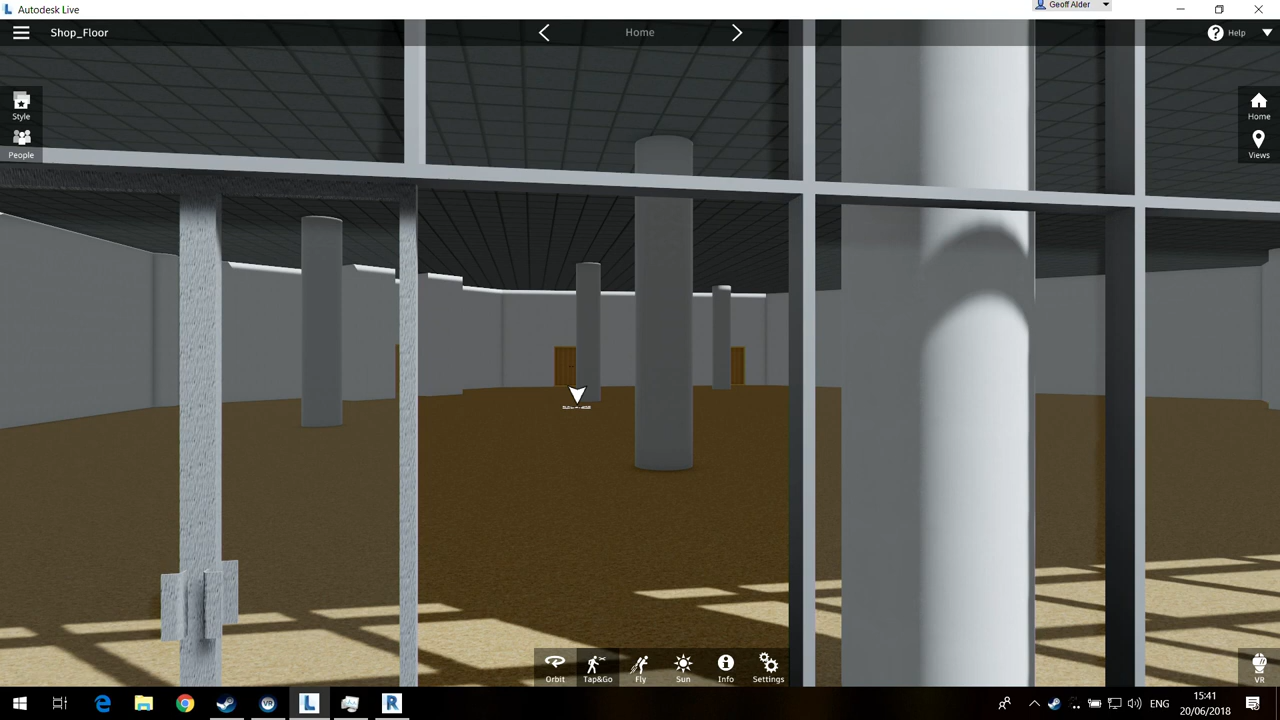 Autodesk Live
Geoff Alder
Shop_Floor
Home
Help
Style
People
Home
Views
Orbit
Tap&Go
Fly
Sun
Info
Settings
VR
VR
L
R
ENG
15:41
20/06/2018